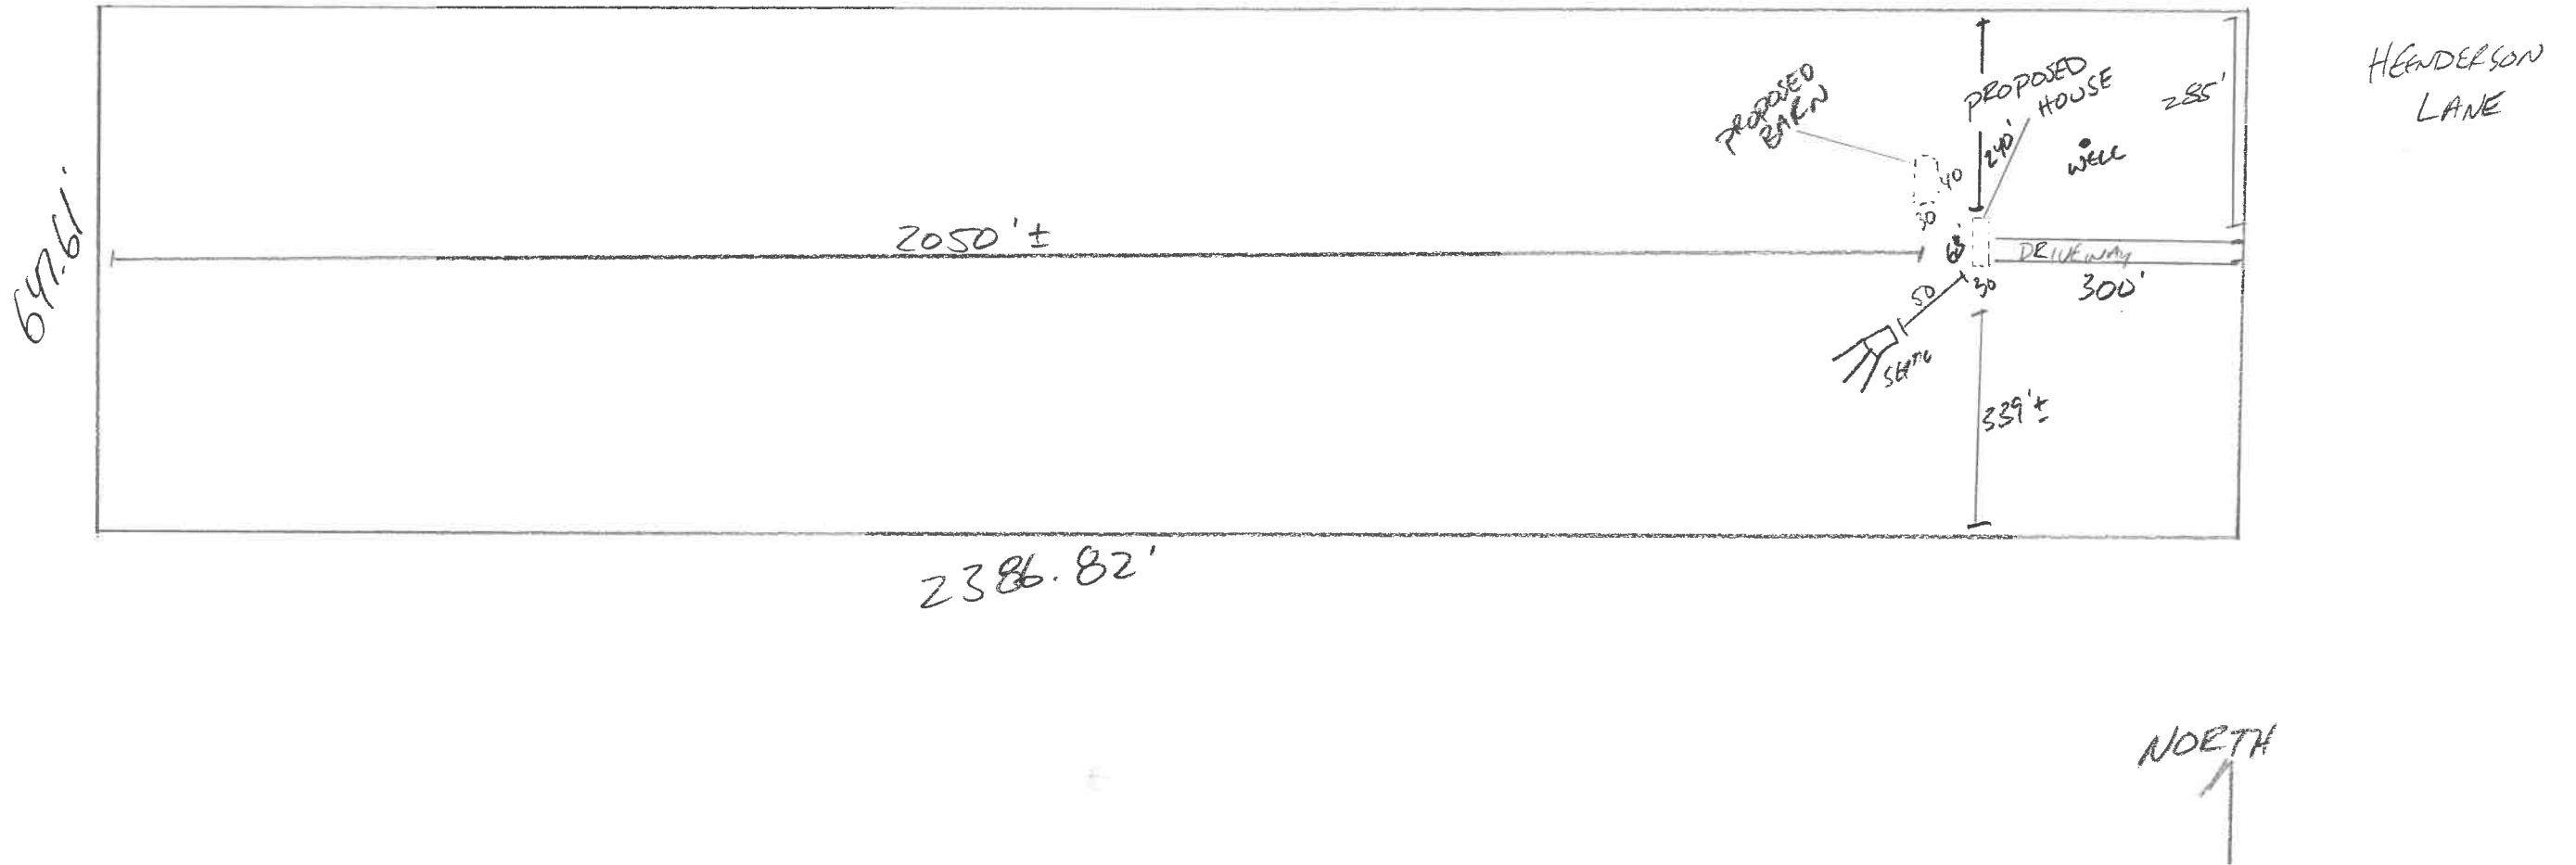 HEENDERSON
LANE
PROPOSED
BARN
PROPOSED
HOUSE
285'
240'
WELL
40
30
647.61'
2050'±
DRIVEWAY
30
300'
50
SEPTIC
339'±
2386.82'
NORTH